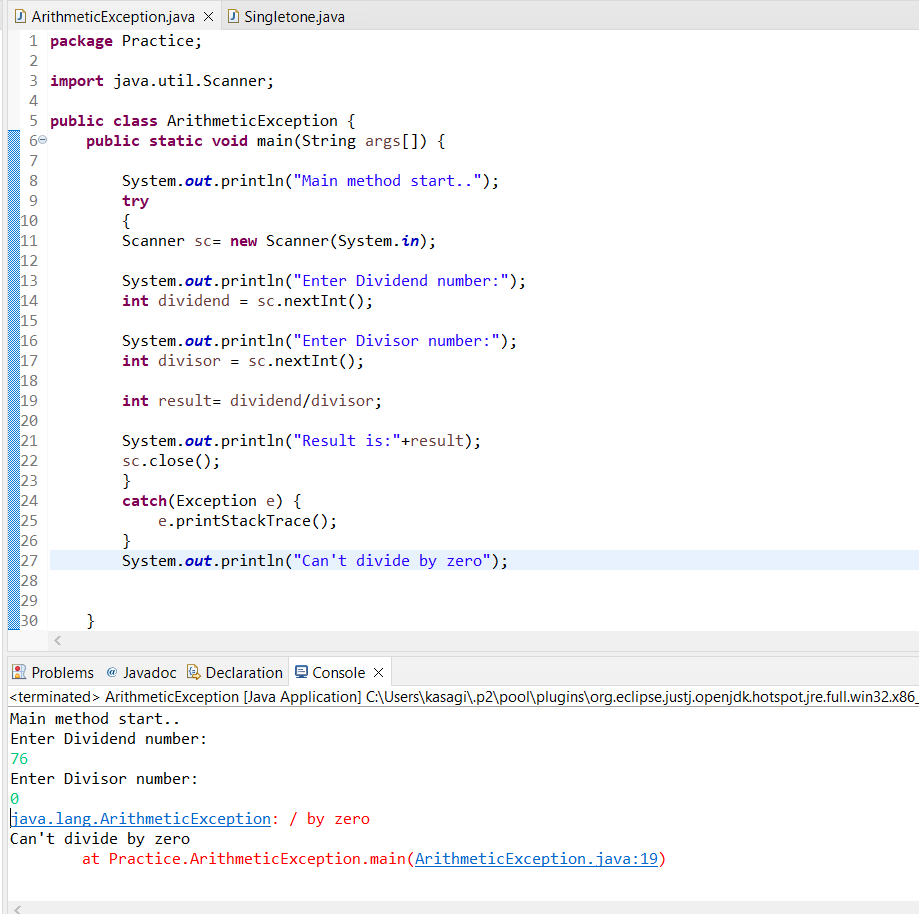 ArithmeticException.java Singletone.java
1 package Practice;
2
3 import java.util.Scanner;
4
5 public class ArithmeticException {
6 public static void main(String args[]) {
7
8 System.out.println("Main method start..");
9 try
10 {
11 Scanner sc= new Scanner(System.in);
12
13 System.out.println("Enter Dividend number:");
14 int dividend = sc.nextInt();
15
16 System.out.println("Enter Divisor number:");
17 int divisor = sc.nextInt();
18
19 int result= dividend/divisor;
20
21 System.out.println("Result is:"+result);
22 sc.close();
23 }
24 catch(Exception e) {
25 e.printStackTrace();
26 }
27 System.out.println("Can't divide by zero");
28
29
30 }
Problems @ Javadoc Declaration Console
<terminated> ArithmeticException [Java Application] C:\Users\kasagi\.p2\pool\plugins\org.eclipse.justj.openjdk.hotspot.jre.full.win32.x86_
Main method start..
Enter Dividend number:
76
Enter Divisor number:
0
java.lang.ArithmeticException: / by zero
Can't divide by zero
at Practice.ArithmeticException.main(ArithmeticException.java:19)